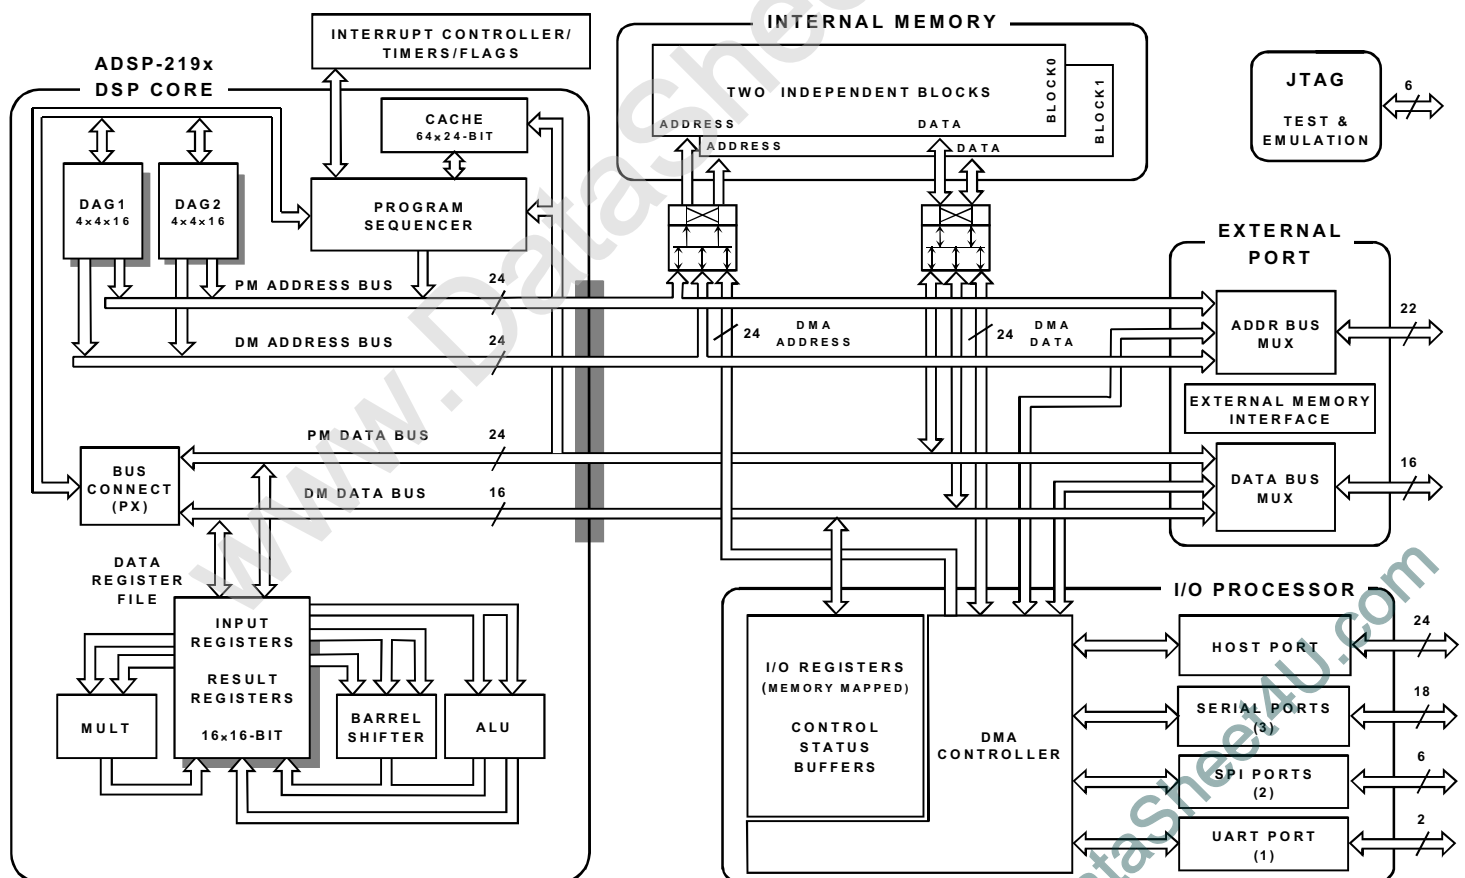 INTERNAL MEMORY
INTERRUPT CONTROLLER/
TIMERS/FLAGS
ADSP-219x
DSP CORE
CACHE
64x24-BIT
TWO INDEPENDENT BLOCKS
BLOCK0
BLOCK1
ADDRESS
DATA
ADDRESS
DATA
JTAG
TEST &
EMULATION
6
DAG1
4x4x16
DAG2
4x4x16
PROGRAM
SEQUENCER
EXTERNAL
PORT
PM ADDRESS BUS
24
DM ADDRESS BUS
24
24
DMA
ADDRESS
24
DMA
DATA
ADDR BUS
MUX
22
EXTERNAL MEMORY
INTERFACE
PM DATA BUS
24
DM DATA BUS
16
BUS
CONNECT
(PX)
DATA BUS
MUX
16
DATA
REGISTER
FILE
INPUT
REGISTERS
RESULT
REGISTERS
16x16-BIT
MULT
BARREL
SHIFTER
ALU
I/O PROCESSOR
I/O REGISTERS
(MEMORY MAPPED)
CONTROL
STATUS
BUFFERS
DMA
CONTROLLER
HOST PORT
24
SERIAL PORTS
(3)
18
SPI PORTS
(2)
6
UART PORT
(1)
2
www.DataShe
DataSheet4U.com